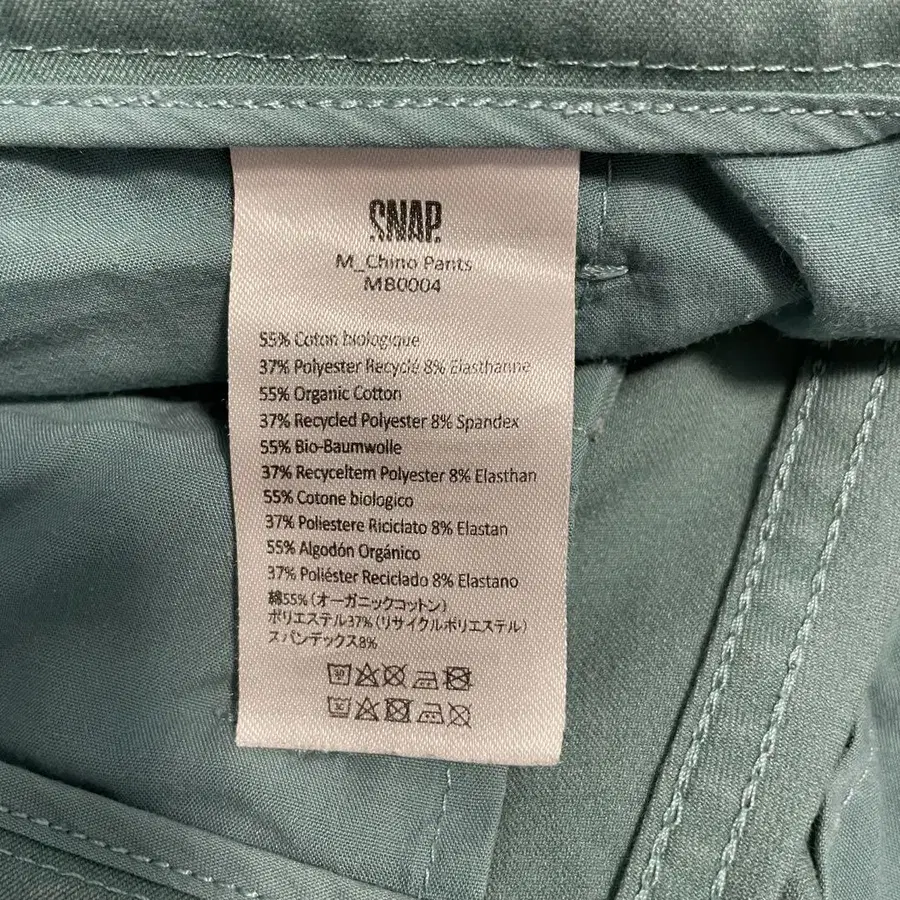 SNAP.
M_Chino Pants
MB0004
55% Coton biologique
37% Polyester Recyclé 8% Elasthanne
55% Organic Cotton
37% Recycled Polyester 8% Spandex
55% Bio-Baumwolle
37% Recyceltem Polyester 8% Elasthan
55% Cotone biologico
37% Poliestere Riciclato 8% Elastan
55% Algodón Orgánico
37% Poliéster Reciclado 8% Elastano
綿55%(オーガニックコットン)
ポリエステル37%(リサイクルポリエステル)
スパンデックス8%
30
30